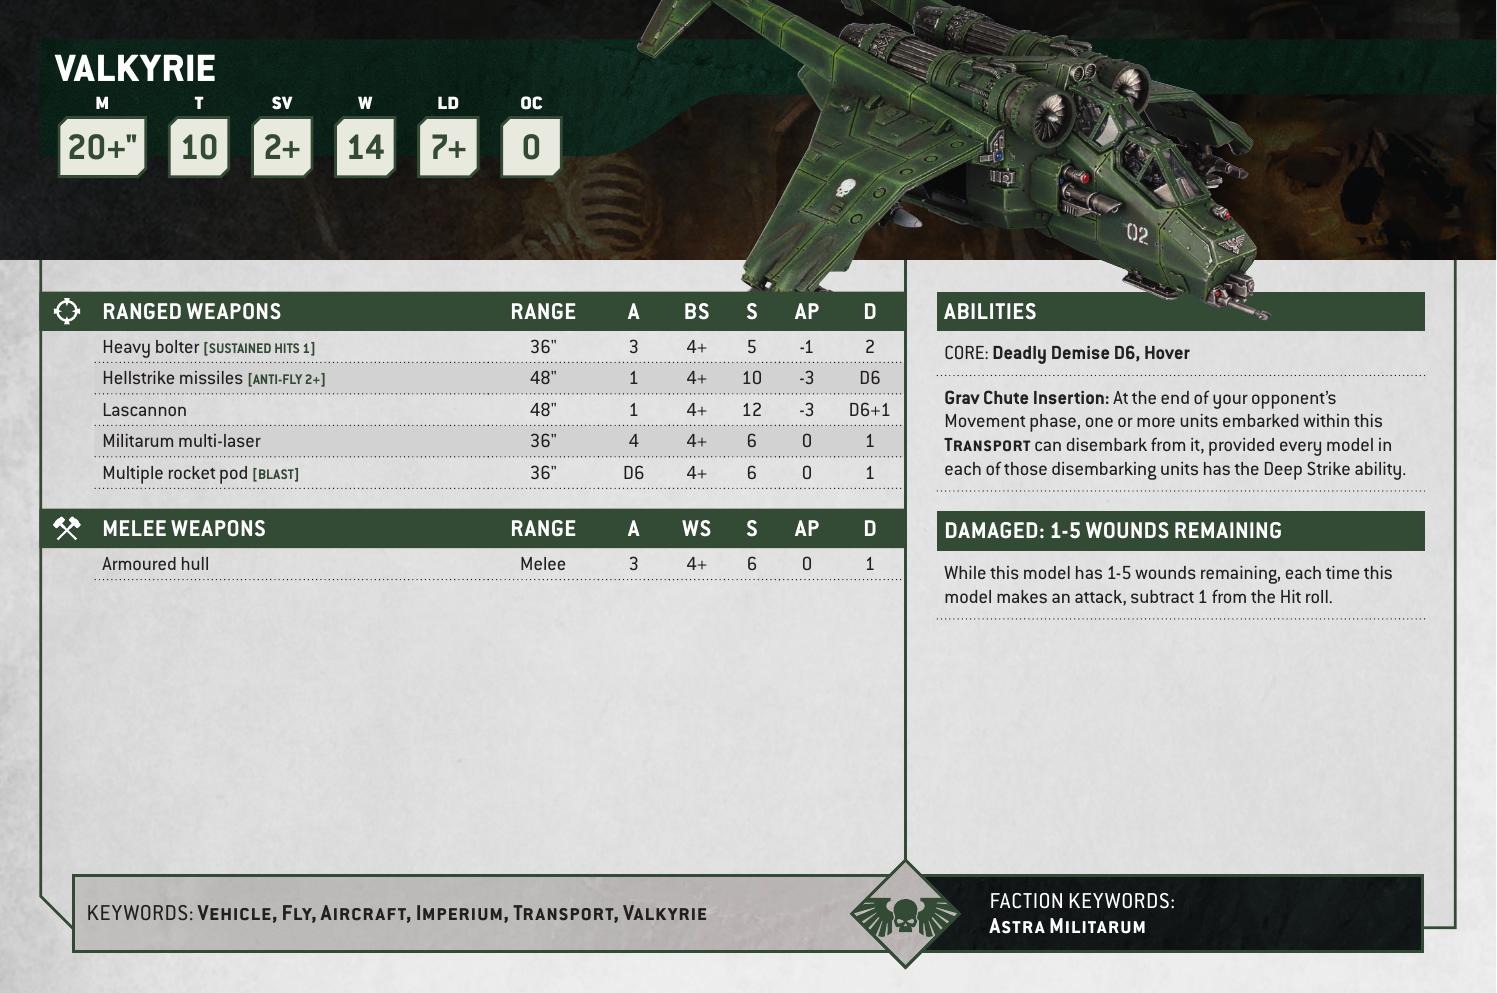 VALKYRIE
M T SV W LD OC
20+" 10 2+ 14 7+ 0
02
RANGED WEAPONS RANGE A BS S AP D
Heavy bolter [SUSTAINED HITS 1] 36" 3 4+ 5 -1 2
Hellstrike missiles [ANTI-FLY 2+] 48" 1 4+ 10 -3 D6
Lascannon 48" 1 4+ 12 -3 D6+1
Militarum multi-laser 36" 4 4+ 6 0 1
Multiple rocket pod [BLAST] 36" D6 4+ 6 0 1
MELEE WEAPONS RANGE A WS S AP D
Armoured hull Melee 3 4+ 6 0 1
ABILITIES
CORE: Deadly Demise D6, Hover
Grav Chute Insertion: At the end of your opponent's
Movement phase, one or more units embarked within this
TRANSPORT can disembark from it, provided every model in
each of those disembarking units has the Deep Strike ability.
DAMAGED: 1-5 WOUNDS REMAINING
While this model has 1-5 wounds remaining, each time this
model makes an attack, subtract 1 from the Hit roll.
KEYWORDS: VEHICLE, FLY, AIRCRAFT, IMPERIUM, TRANSPORT, VALKYRIE
FACTION KEYWORDS:
ASTRA MILITARUM